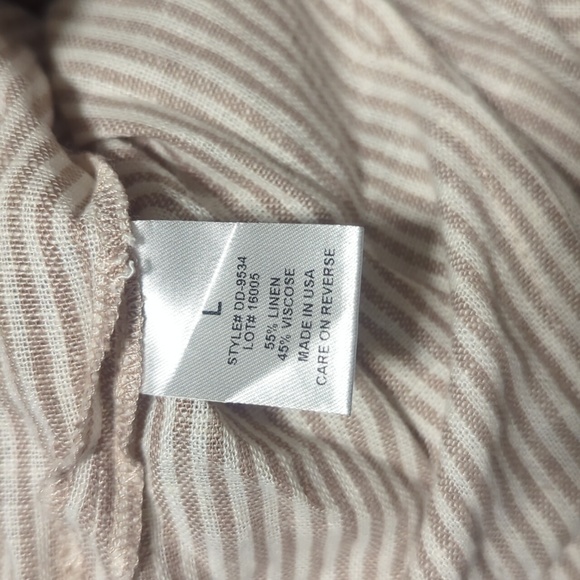 L
STYLE# DD-9534
LOT# 16005
55% LINEN
45% VISCOSE
MADE IN USA
CARE ON REVERSE